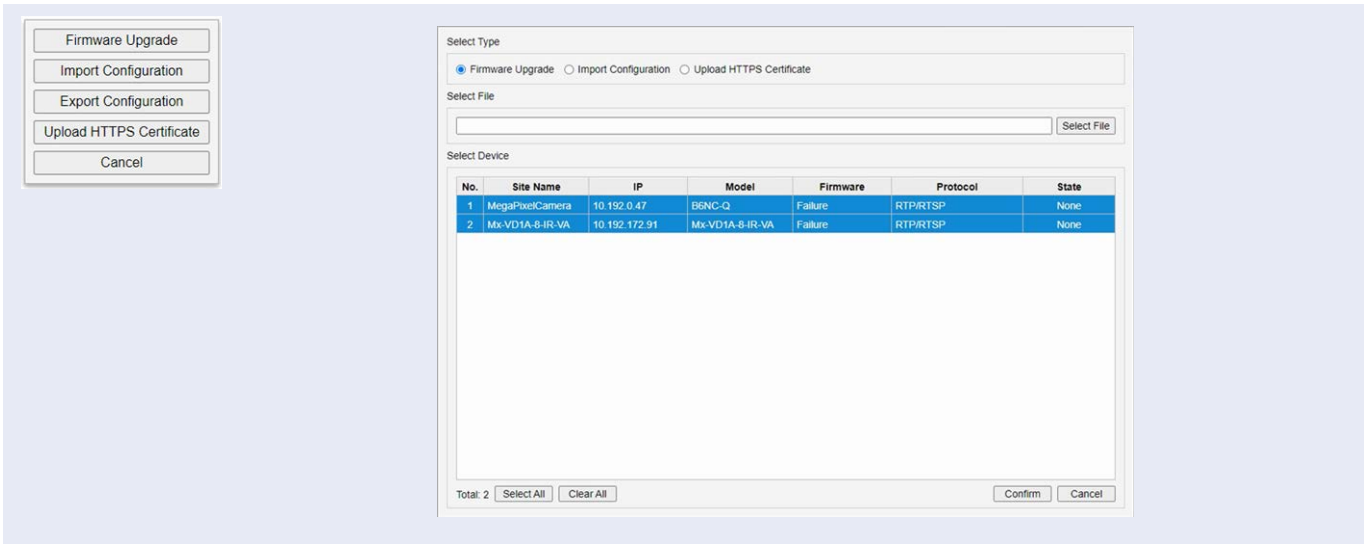 Firmware Upgrade
Import Configuration
Export Configuration
Upload HTTPS Certificate
Cancel
Select Type
Firmware Upgrade Import Configuration Upload HTTPS Certificate
Select File
Select File
Select Device
No. Site Name IP Model Firmware Protocol State
1 MegaPixelCamera 10.192.0.47 B6NC-Q Failure RTP/RTSP None
2 Mx-VD1A-8-IR-VA 10.192.172.91 Mx-VD1A-8-IR-VA Failure RTP/RTSP None
Total: 2 Select All Clear All Confirm Cancel